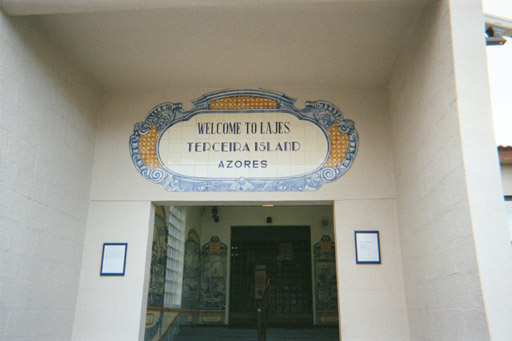 WELCOME TO LAJES
TERCEIRA ISLAND
AZORES